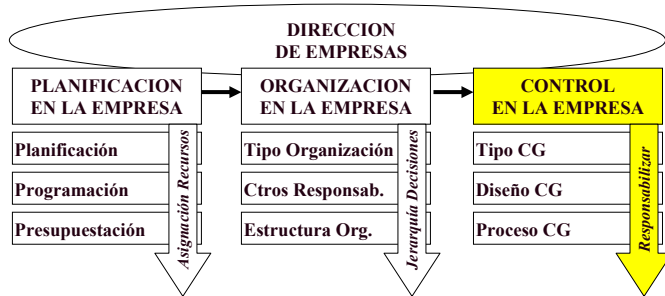 DIRECCION
DE EMPRESAS
PLANIFICACION
EN LA EMPRESA
ORGANIZACION
EN LA EMPRESA
CONTROL
EN LA EMPRESA
Planificación
Programación
Presupuestación
Asignación Recursos
Tipo Organización
Ctros Responsab.
Estructura Org.
Jerarquía Decisiones
Tipo CG
Diseño CG
Proceso CG
Responsabilizar